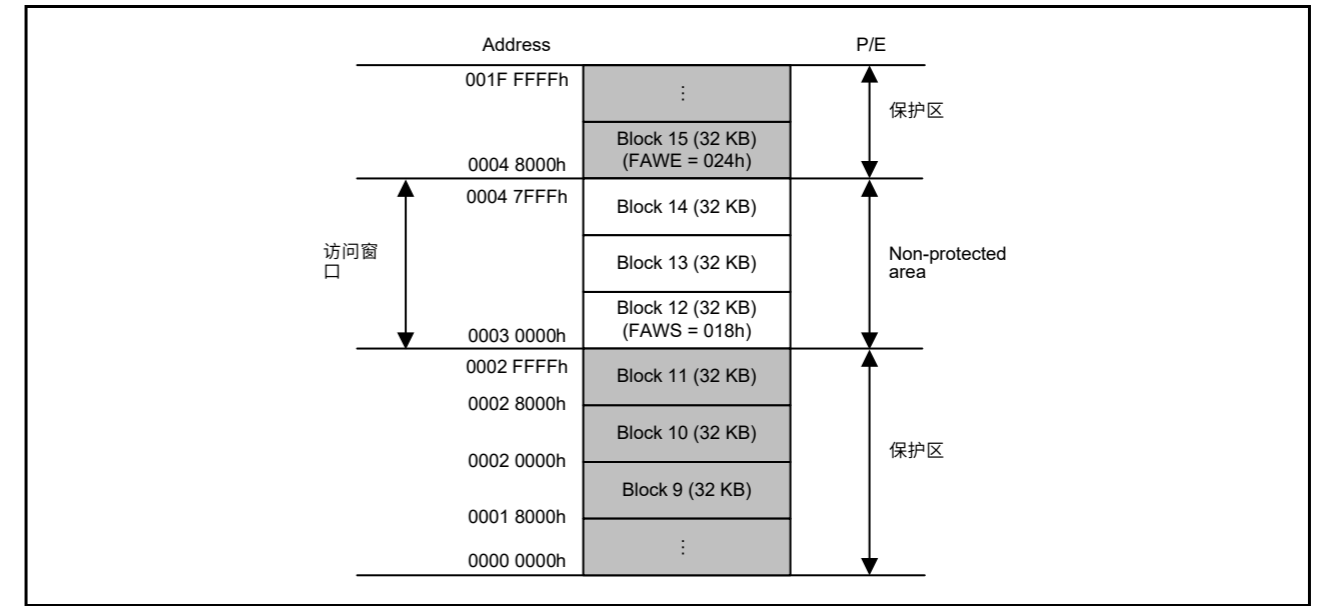 Address
P/E
001F FFFFh
⋮
保护区
Block 15 (32 KB)
(FAWE = 024h)
0004 8000h
0004 7FFFh
Block 14 (32 KB)
访问窗
口
Block 13 (32 KB)
Non-protected
area
Block 12 (32 KB)
(FAWS = 018h)
0003 0000h
0002 FFFFh
Block 11 (32 KB)
0002 8000h
Block 10 (32 KB)
保护区
0002 0000h
Block 9 (32 KB)
0001 8000h
⋮
0000 0000h